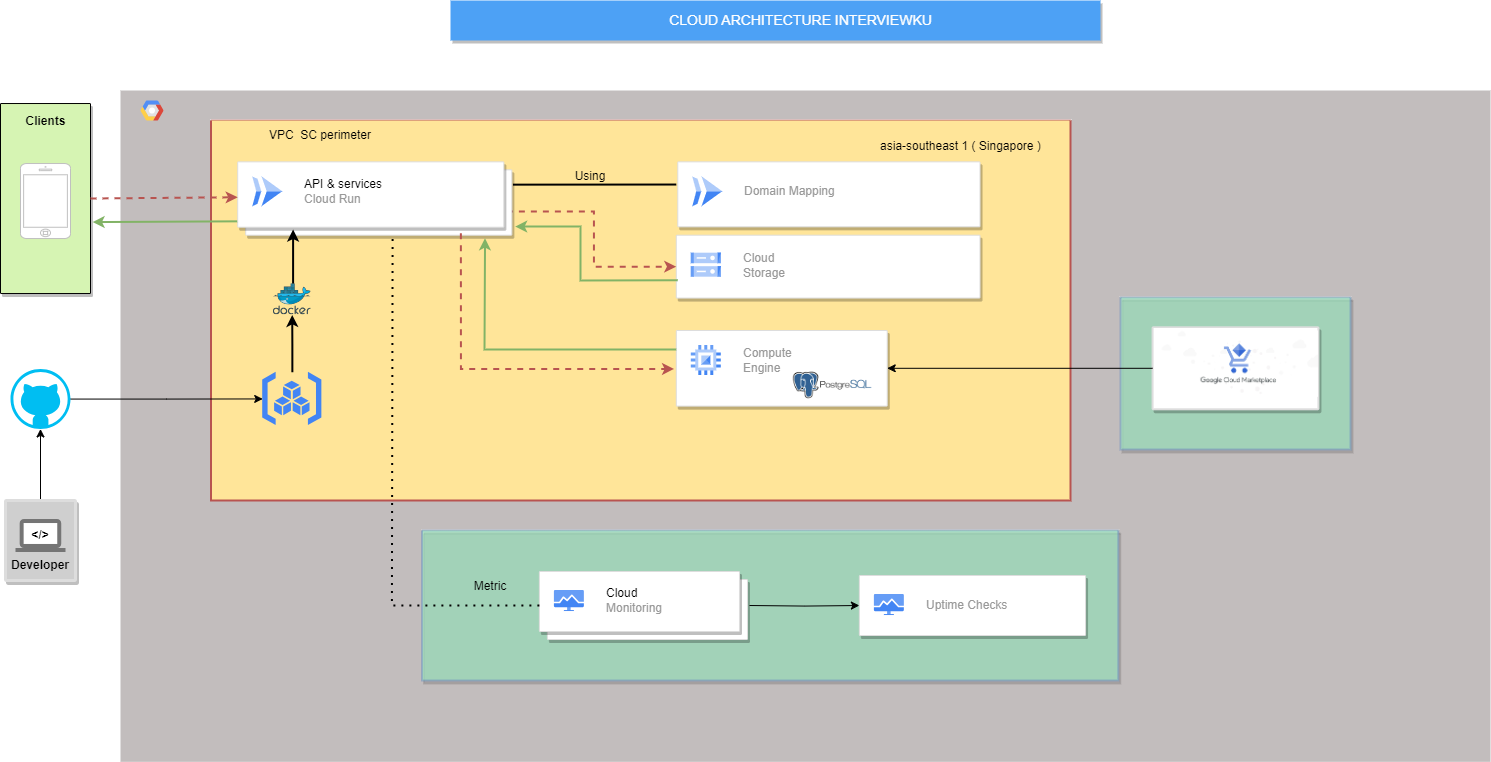 CLOUD ARCHITECTURE INTERVIEWKU
Clients
VPC SC perimeter
asia-southeast 1 ( Singapore )
API & services
Cloud Run
Using
Domain Mapping
Cloud
Storage
docker
Compute
Engine
PostgreSQL
Google Cloud Marketplace
</>
Developer
Metric
Cloud
Monitoring
Uptime Checks